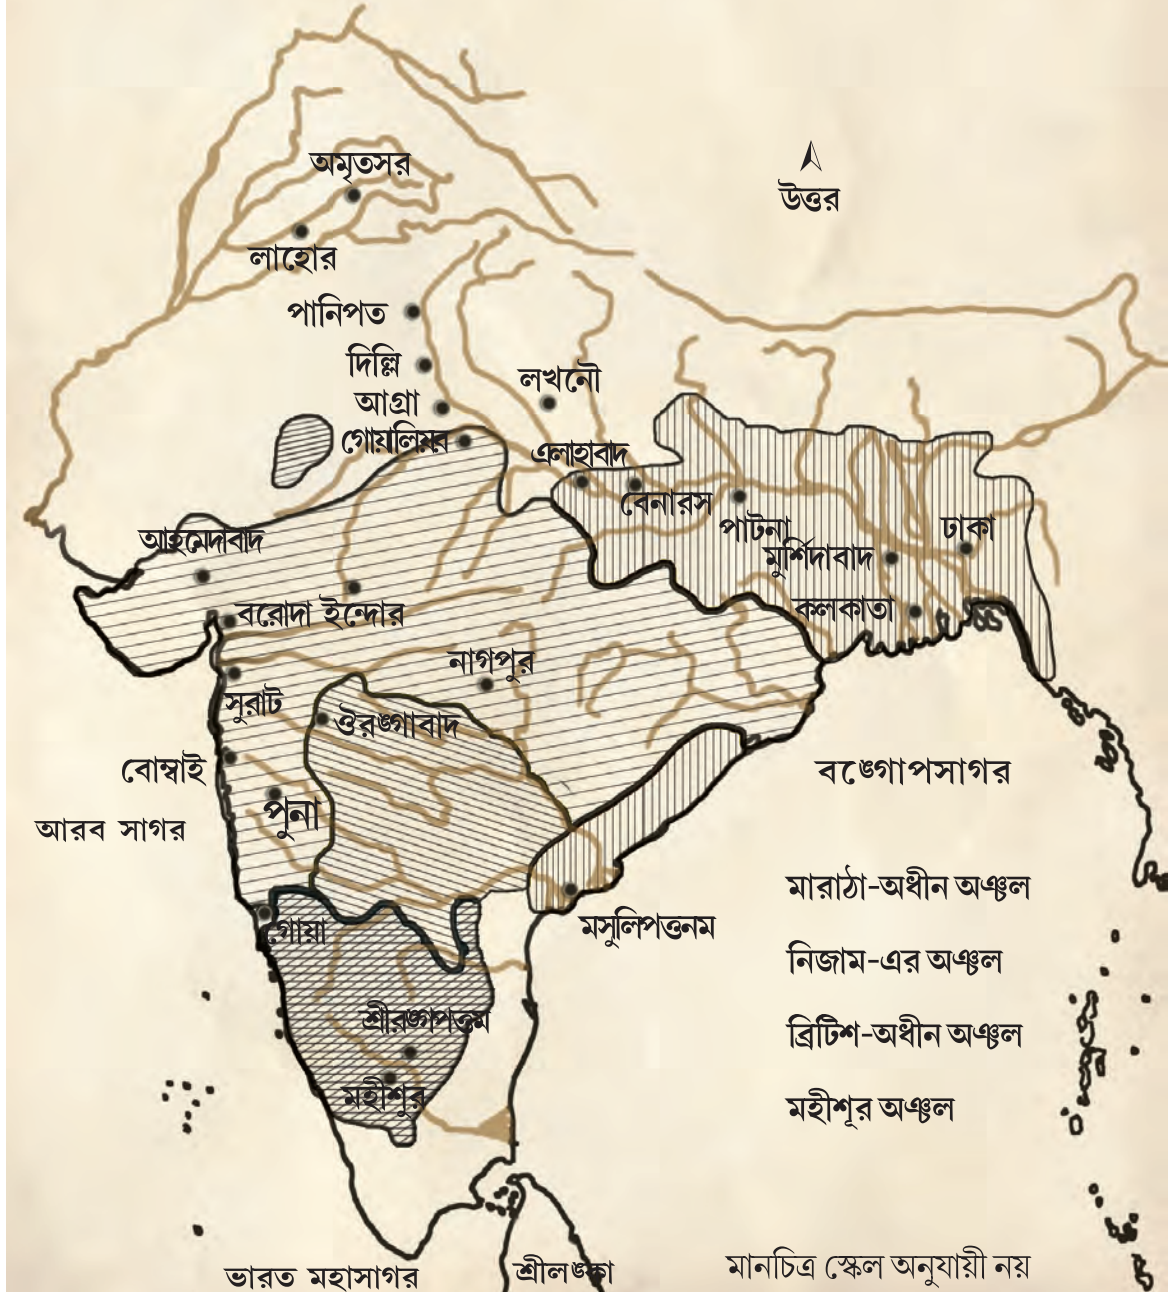 অমৃতসর
উত্তর
লাহোর
পানিপত
দিল্লি
লখনৌ
আগ্রা
গোয়ালিয়র
এলাহাবাদ
বেনারস
পাটনা
ঢাকা
আহমেদাবাদ
মুর্শিদাবাদ
বরোদা
ইন্দোর
কলকাতা
নাগপুর
সুরাট
ঔরঙ্গাবাদ
বোম্বাই
বঙ্গোপসাগর
পুনা
আরব সাগর
মারাঠা-অধীন অঞ্চল
গোয়া
মসুলিপত্তনম
নিজাম-এর অঞ্চল
শ্রীরঙ্গপত্তম
ব্রিটিশ-অধীন অঞ্চল
মহীশুর
মহীশূর অঞ্চল
ভারত মহাসাগর
শ্রীলঙ্কা
মানচিত্র স্কেল অনুযায়ী নয়